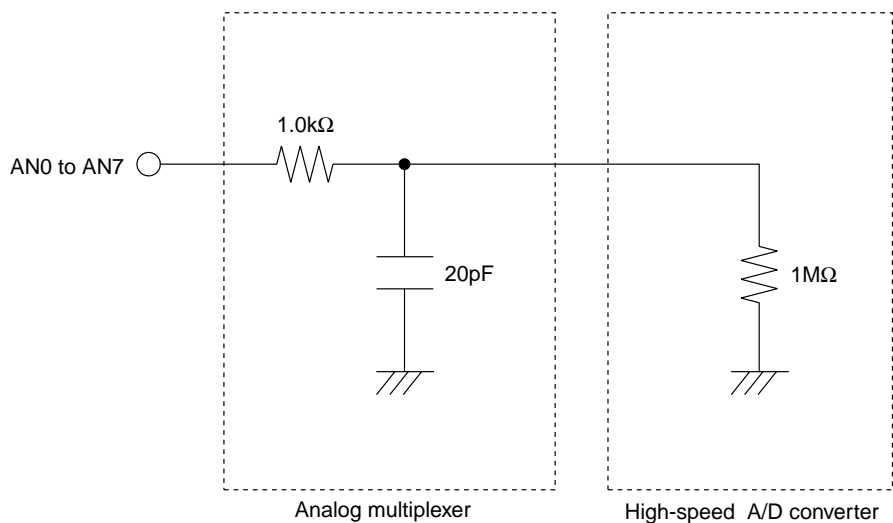 1.0kΩ
AN0 to AN7
20pF
1MΩ
Analog multiplexer
High-speed A/D converter